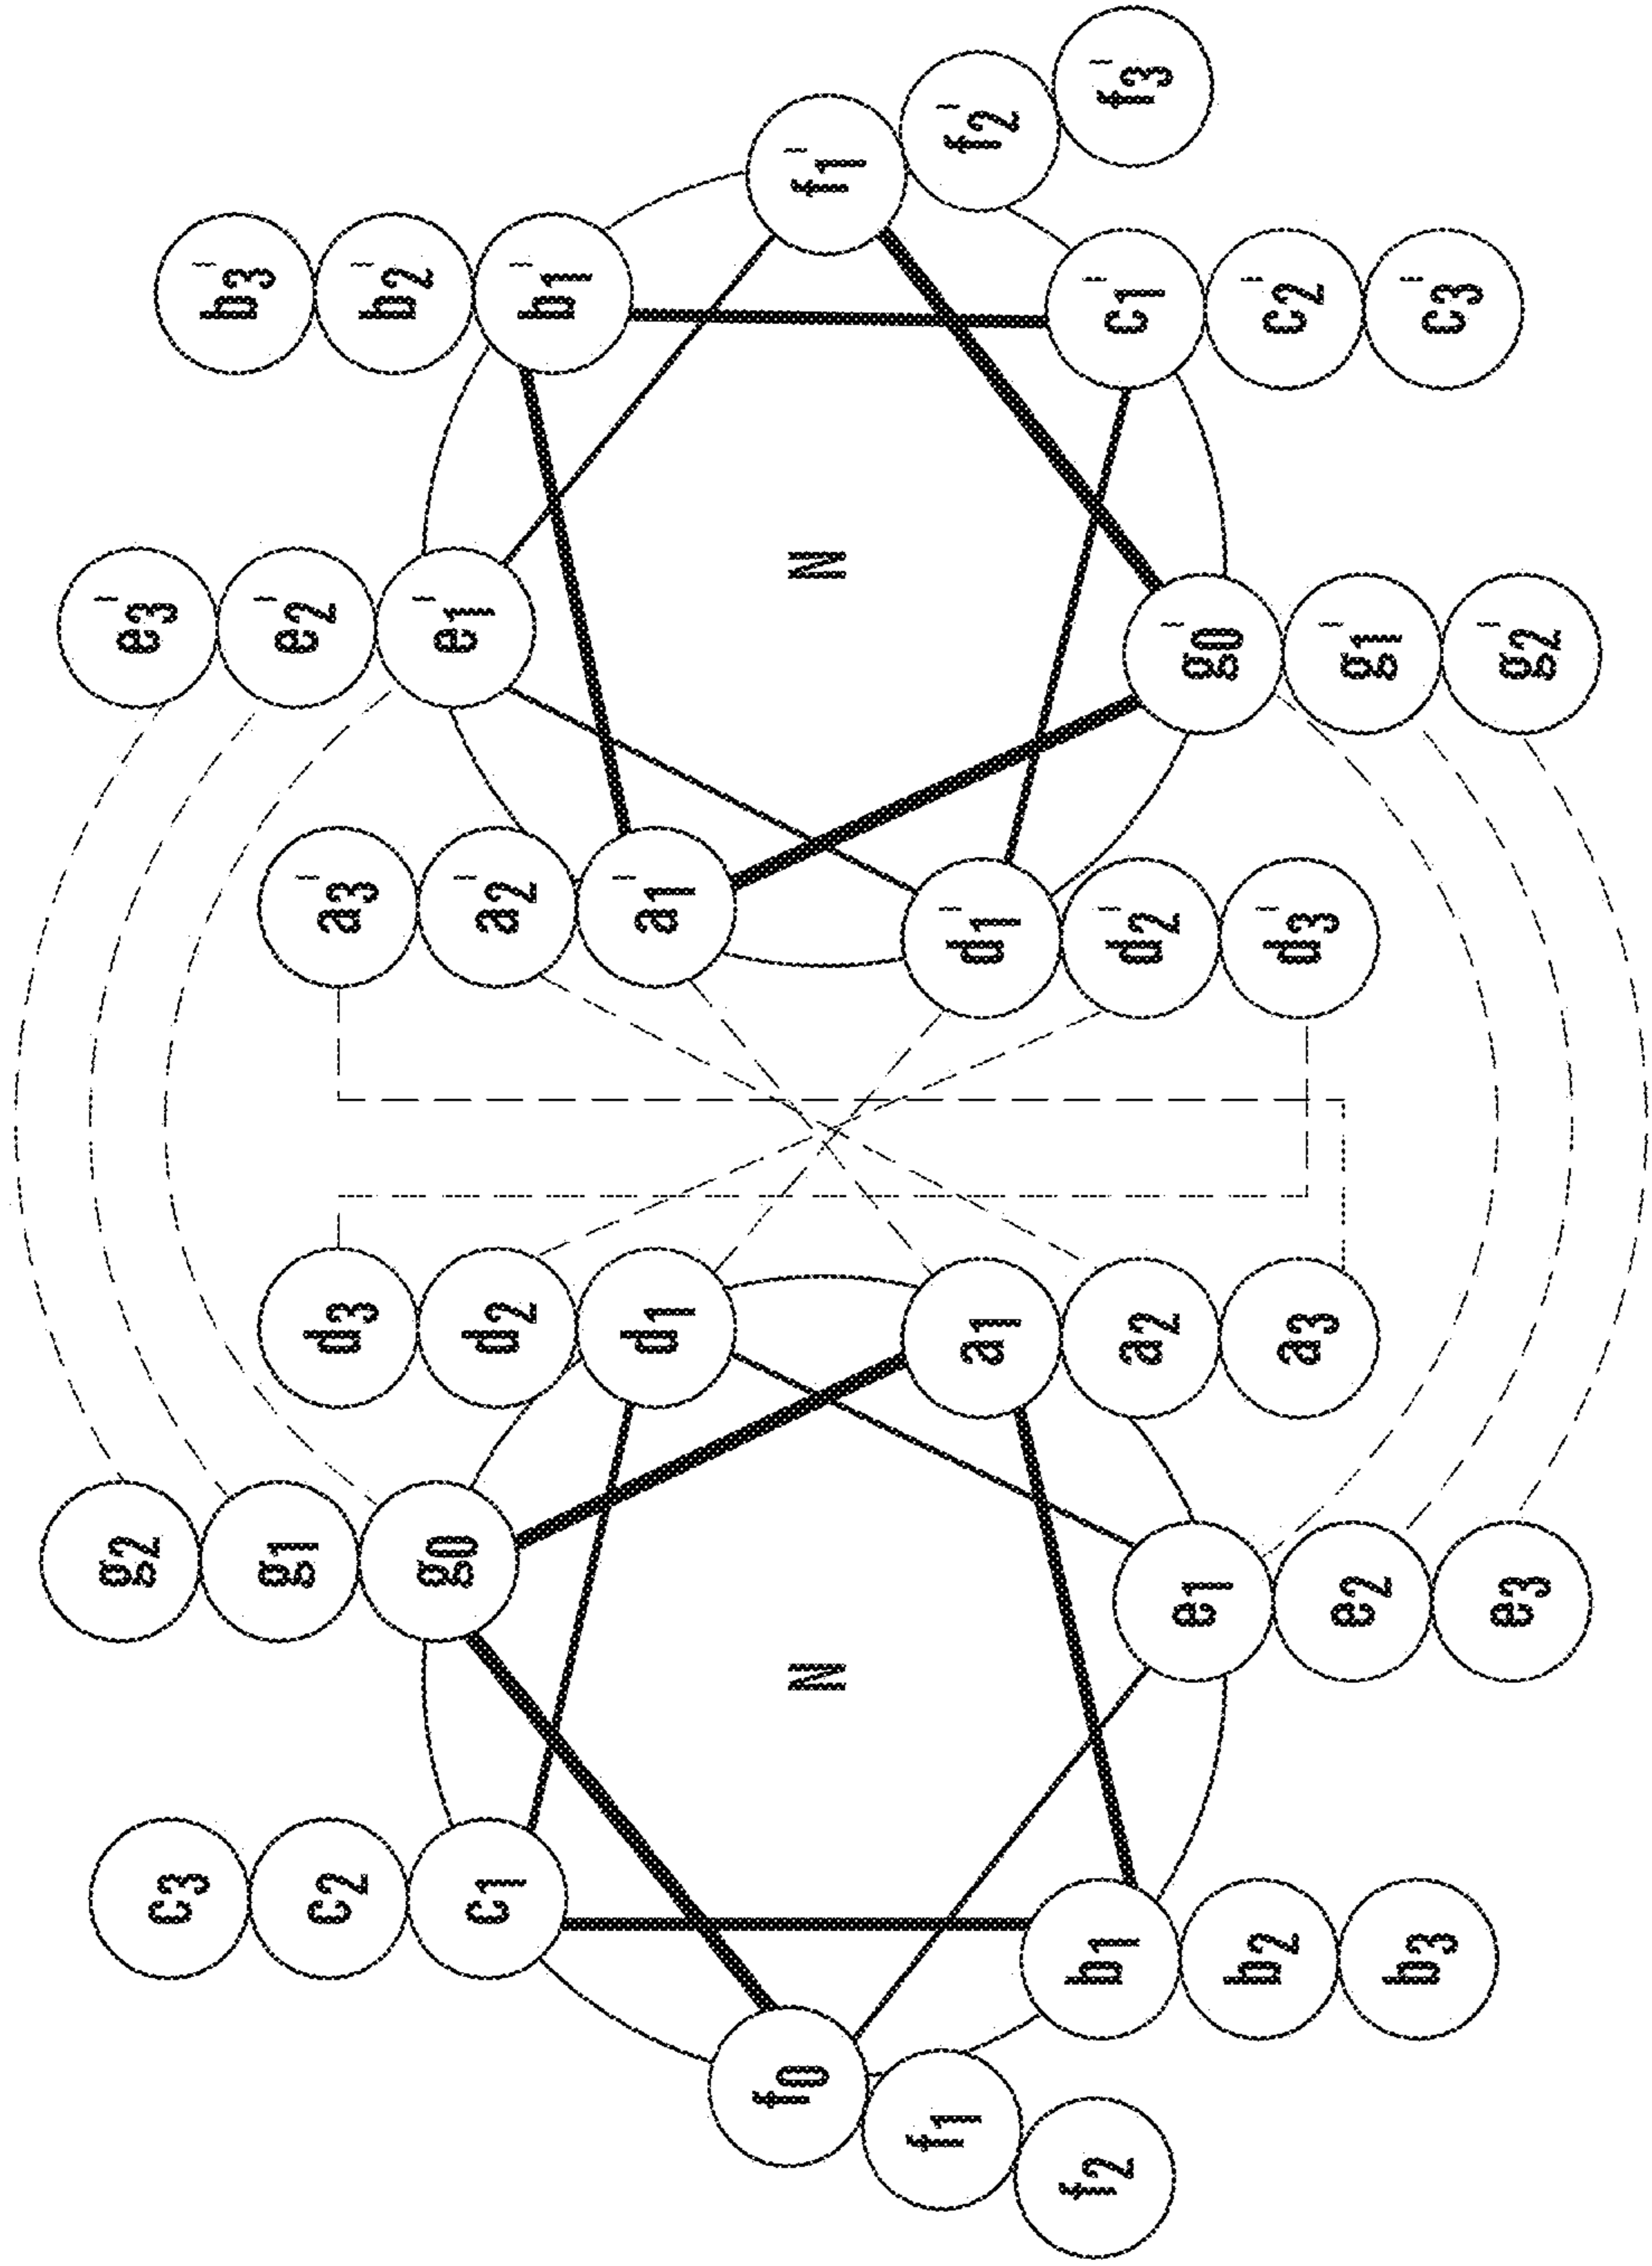 g2
e3'
c3
b3'
g1
e2'
c2
d3
a3'
b2'
g0
e1'
c1
d2
a2'
b1'
d1
a1'
f0
N
N
f1'
f1
a1
d1'
f2'
f2
b1
c1'
f3'
a2
d2'
e1
g0'
b2
c2'
a3
d3'
e2
g1'
b3
c3'
e3
g2'